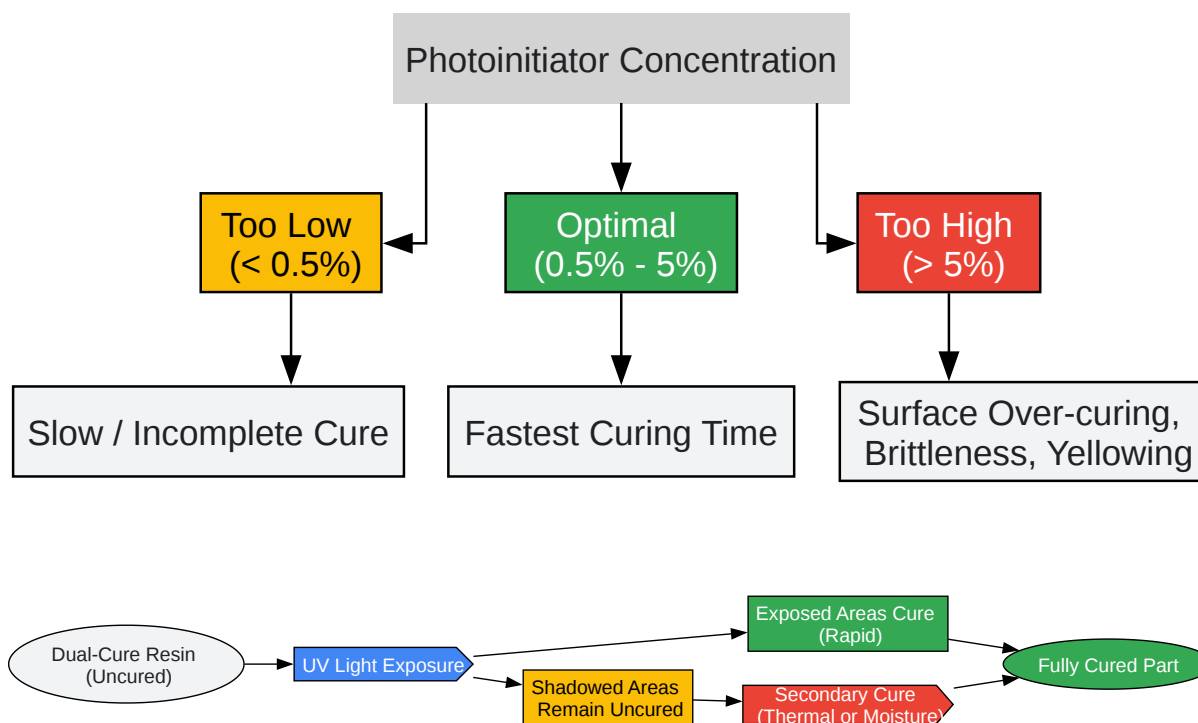 Photoinitiator Concentration
Too Low
(< 0.5%)
Optimal
(0.5% - 5%)
Too High
(> 5%)
Slow / Incomplete Cure
Fastest Curing Time
Surface Over-curing,
Brittleness, Yellowing
Dual-Cure Resin
(Uncured)
UV Light Exposure
Exposed Areas Cure
(Rapid)
Shadowed Areas
Remain Uncured
Secondary Cure
(Thermal or Moisture)
Fully Cured Part